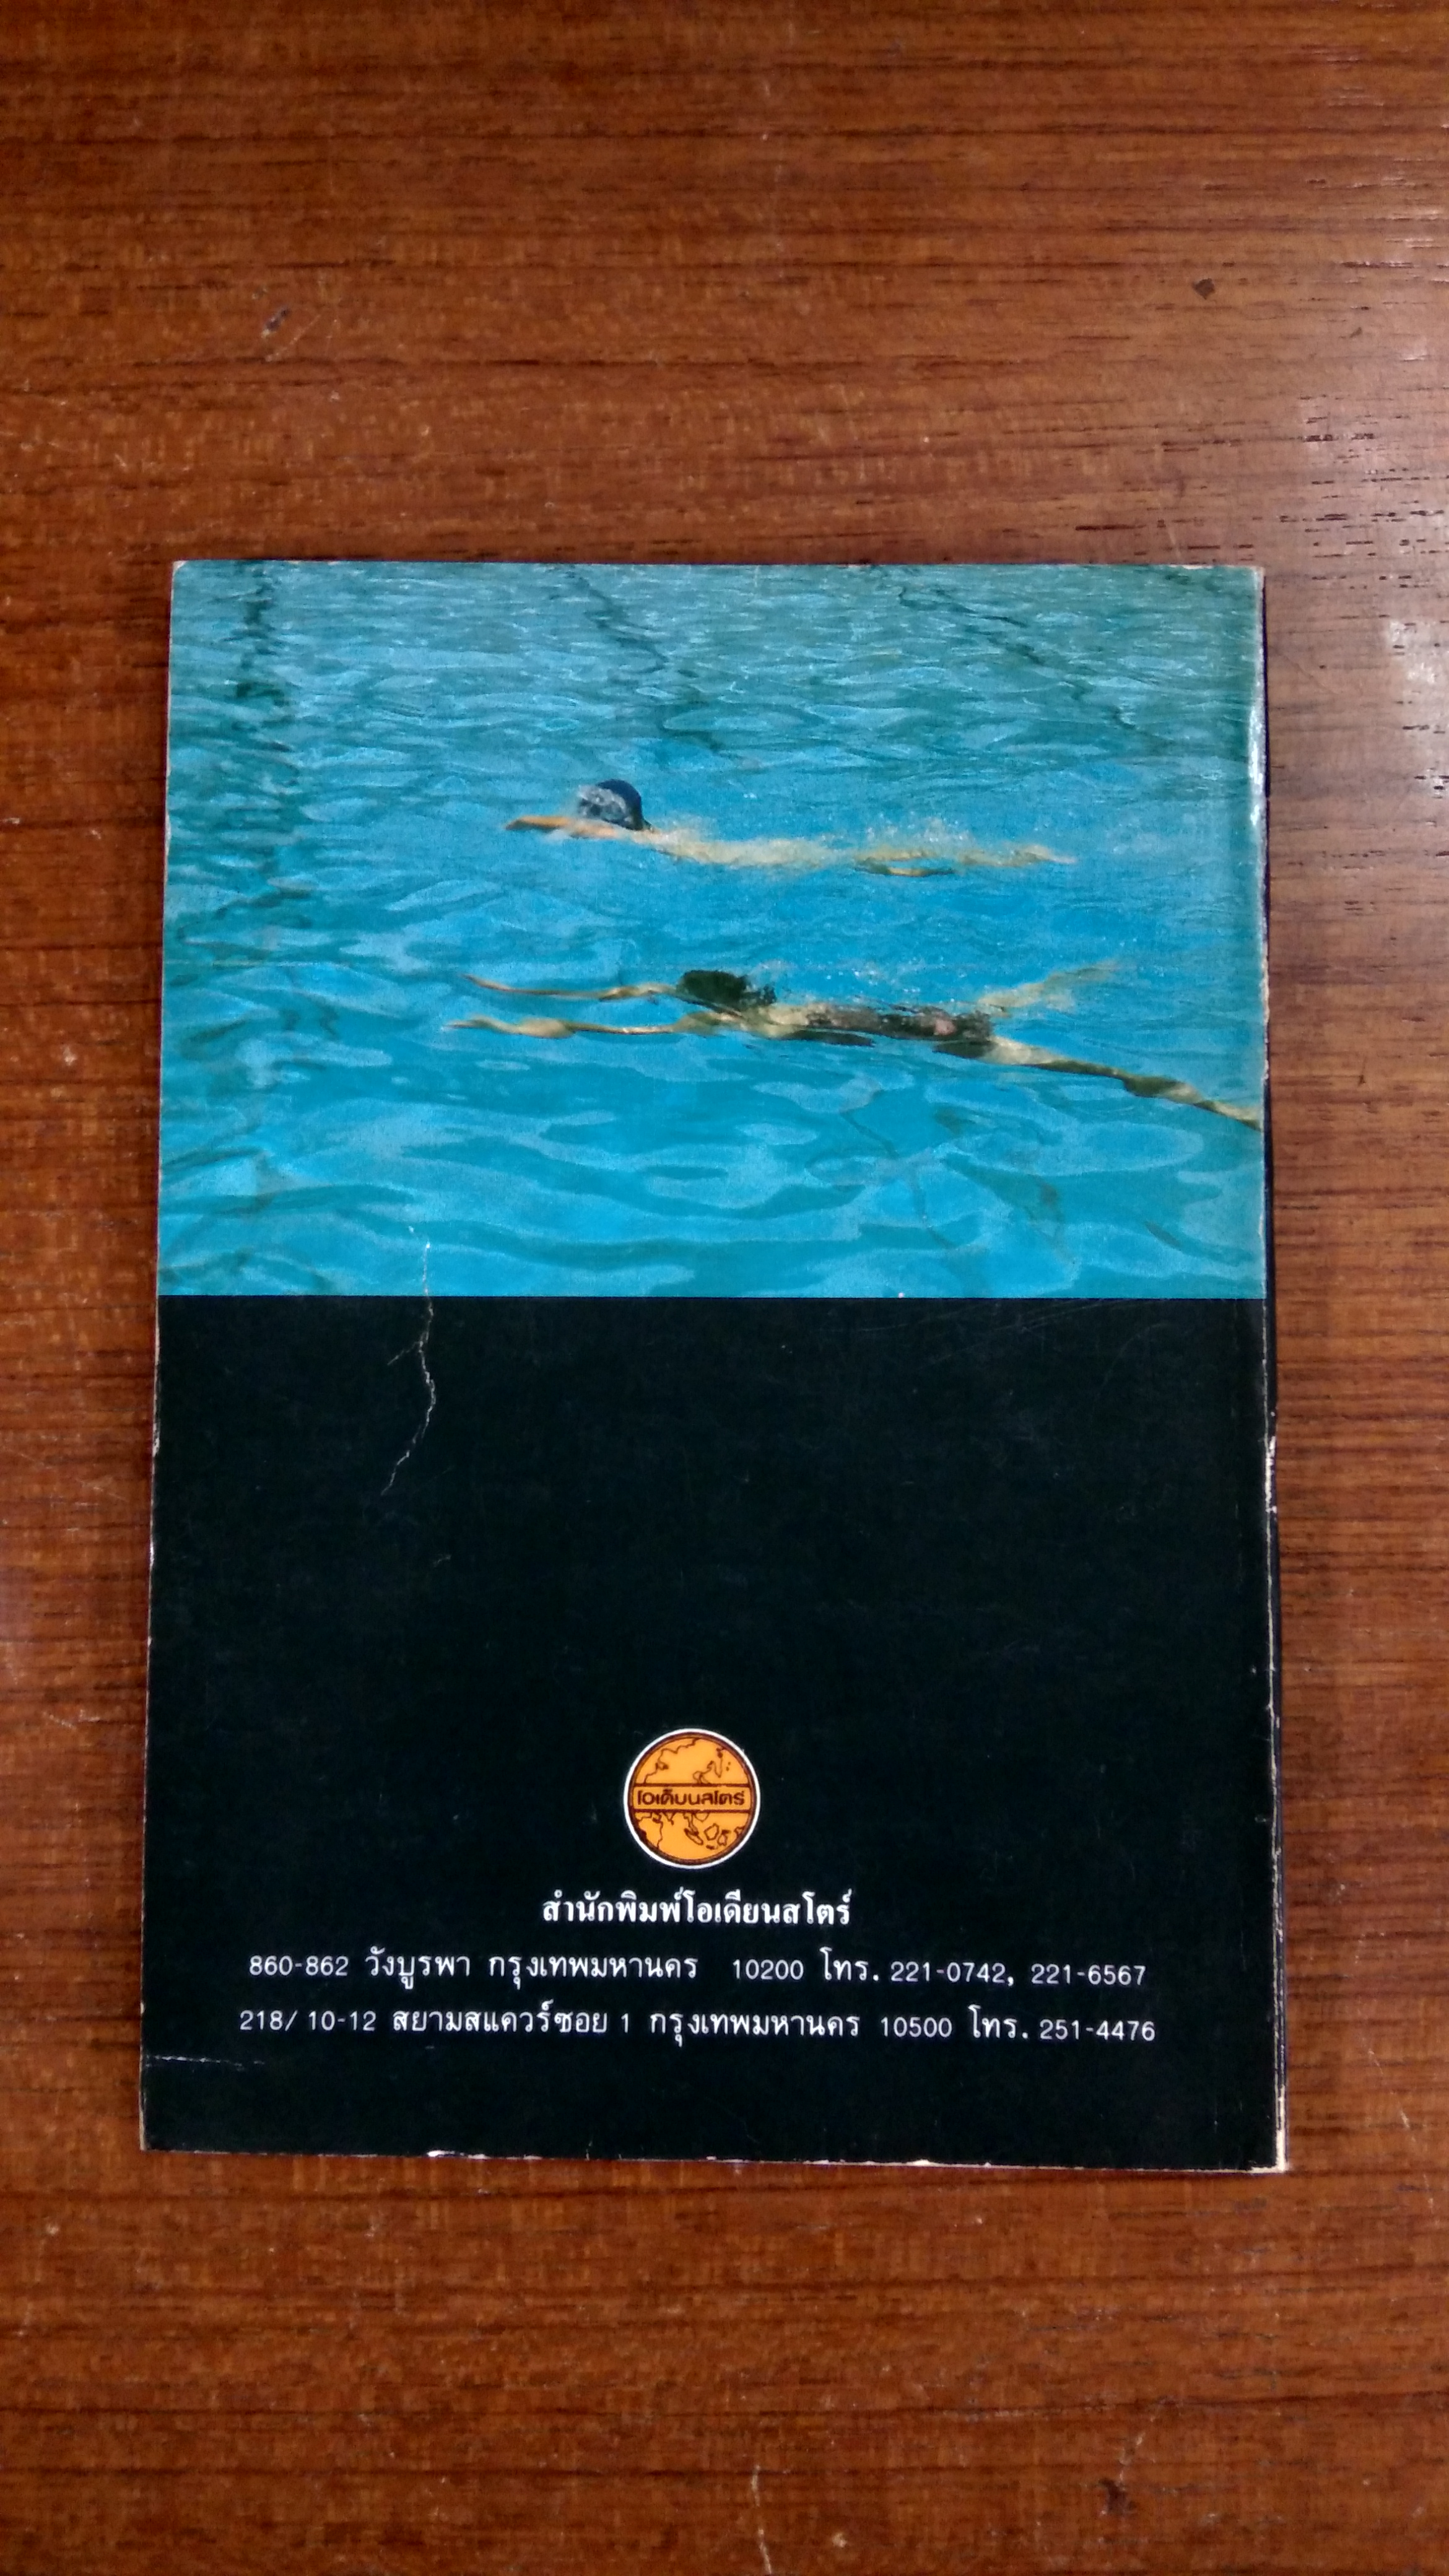 โอเดียนสโตร์
สำนักพิมพ์โอเดียนสโตร์
860-862 วังบูรพา กรุงเทพมหานคร 10200 โทร. 221-0742, 221-6567
218/ 10-12 สยามสแควร์ซอย 1 กรุงเทพมหานคร 10500 โทร. 251-4476